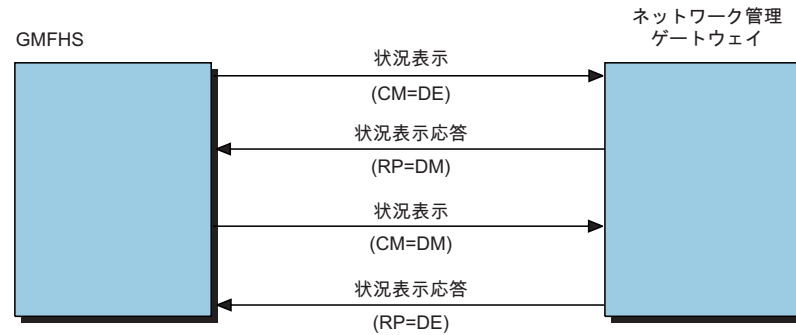 GMFHS
ネットワーク管理
ゲートウェイ
状況表示
(CM=DE)
状況表示応答
(RP=DM)
状況表示
(CM=DM)
状況表示応答
(RP=DE)